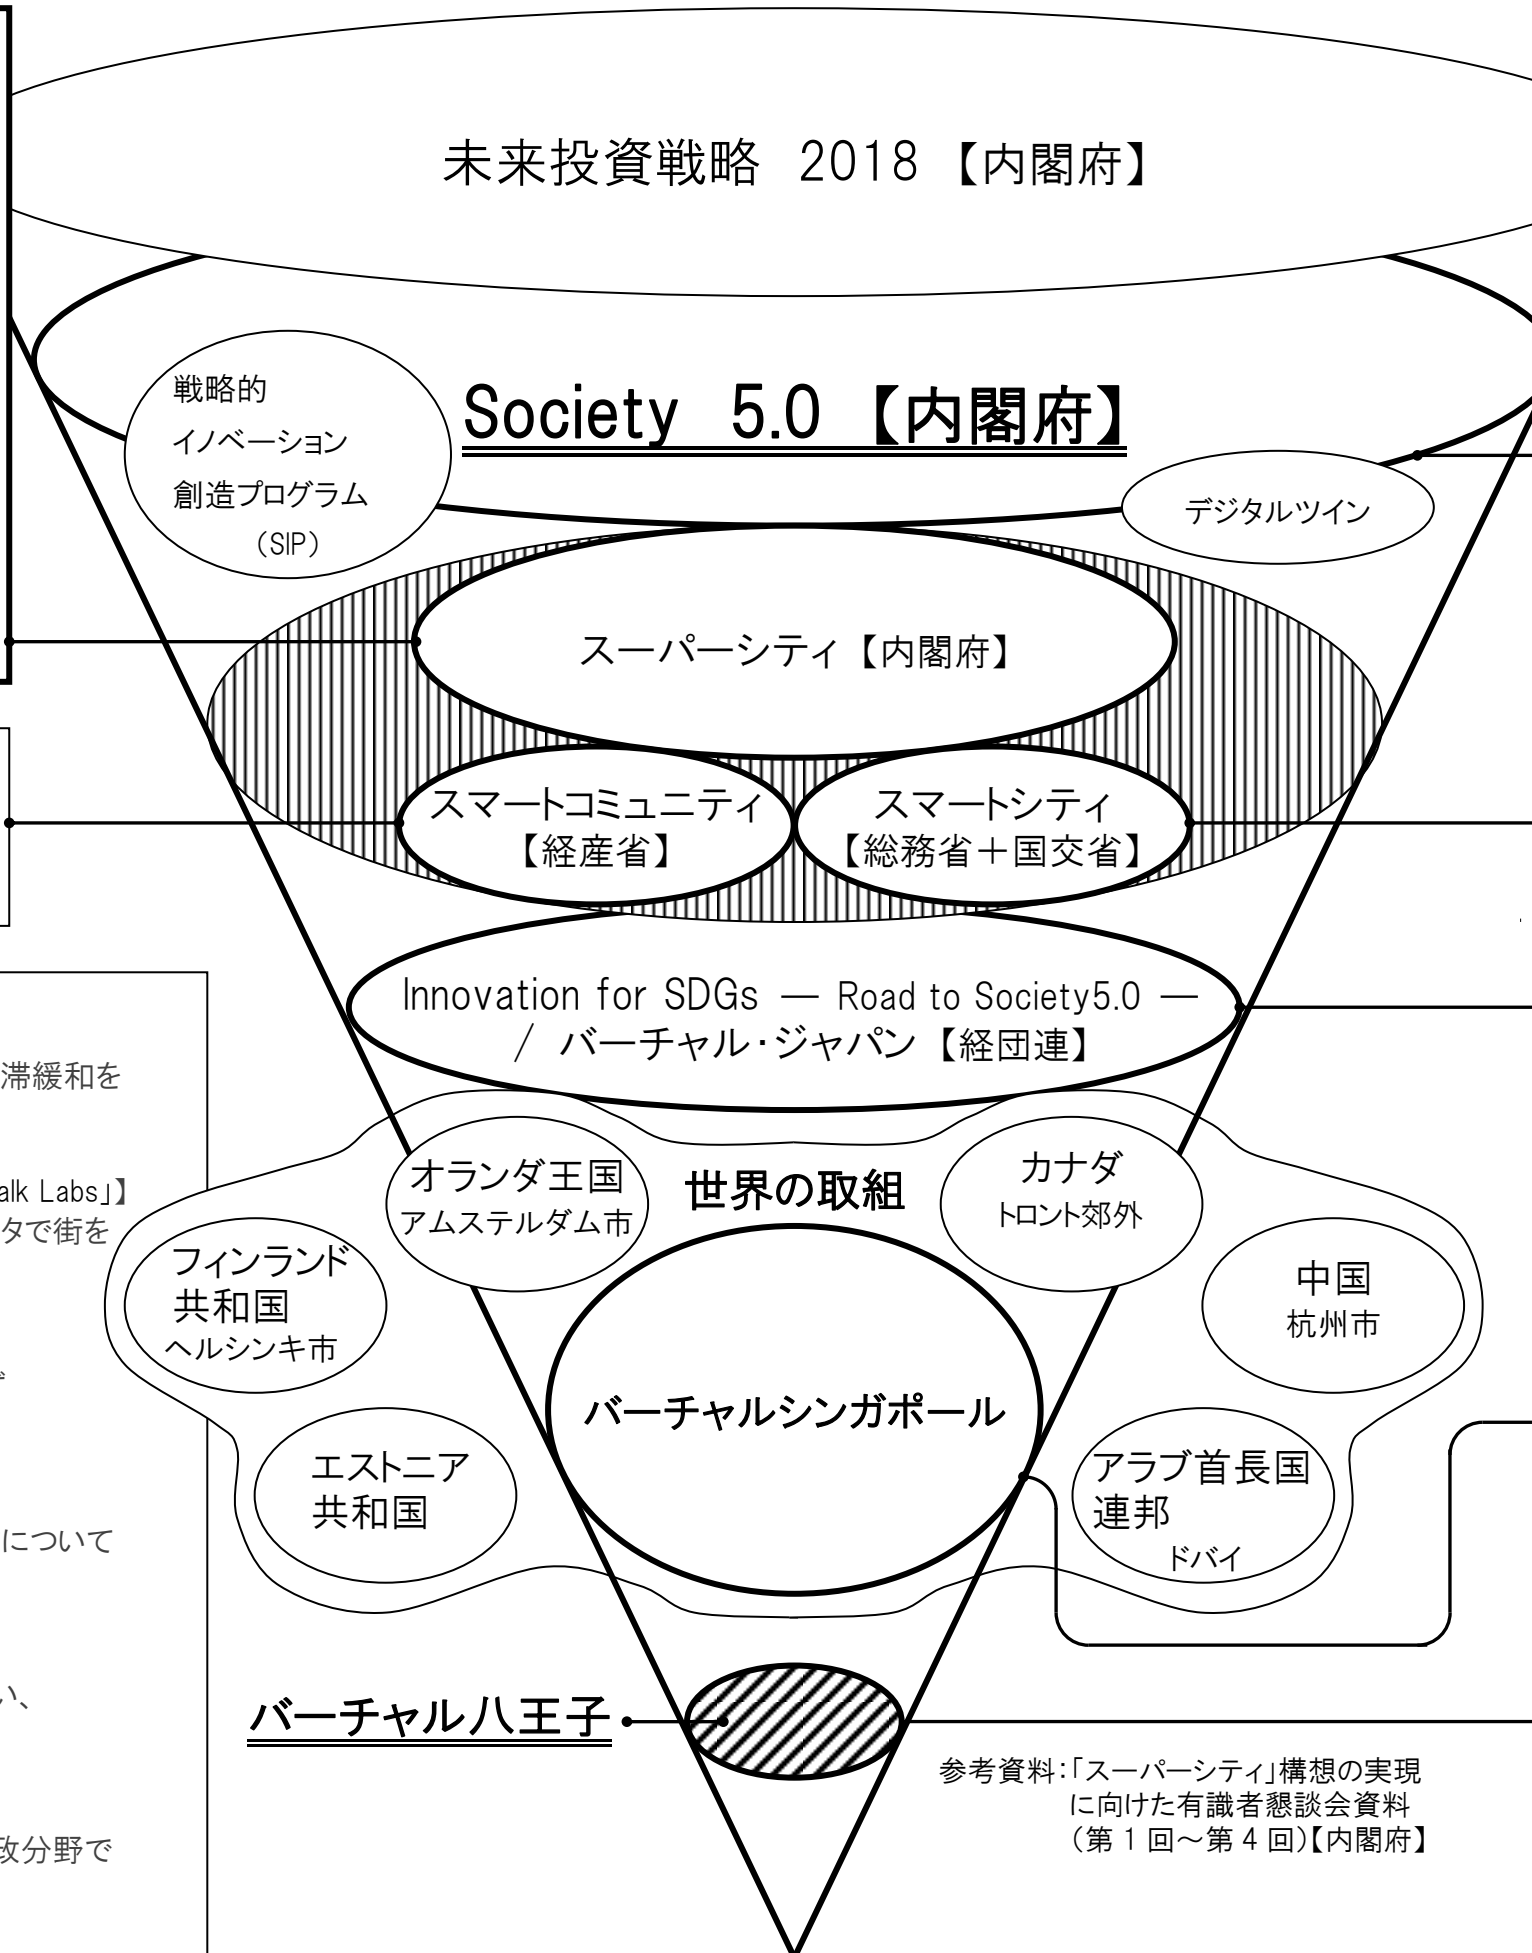 未来投資戦略 2018 【内閣府】
Society 5.0 【内閣府】
戦略的
イノベーション
創造プログラム
（SIP）
デジタルツイン
スーパーシティ【内閣府】
スマートコミュニティ
【経産省】
スマートシティ
【総務省＋国交省】
Innovation for SDGs ― Road to Society5.0 ―
/ バーチャル・ジャパン 【経団連】
滞緩和を
alk Labs」】
タで街を
世界の取組
オランダ王国
アムステルダム市
カナダ
トロント郊外
フィンランド
共和国
ヘルシンキ市
中国
杭州市
バーチャルシンガポール
エストニア
共和国
アラブ首長国
連邦
ドバイ
について
い、
バーチャル八王子
政分野で
参考資料：「スーパーシティ」構想の実現
に向けた有識者懇談会資料
（第 1 回～第 4 回）【内閣府】